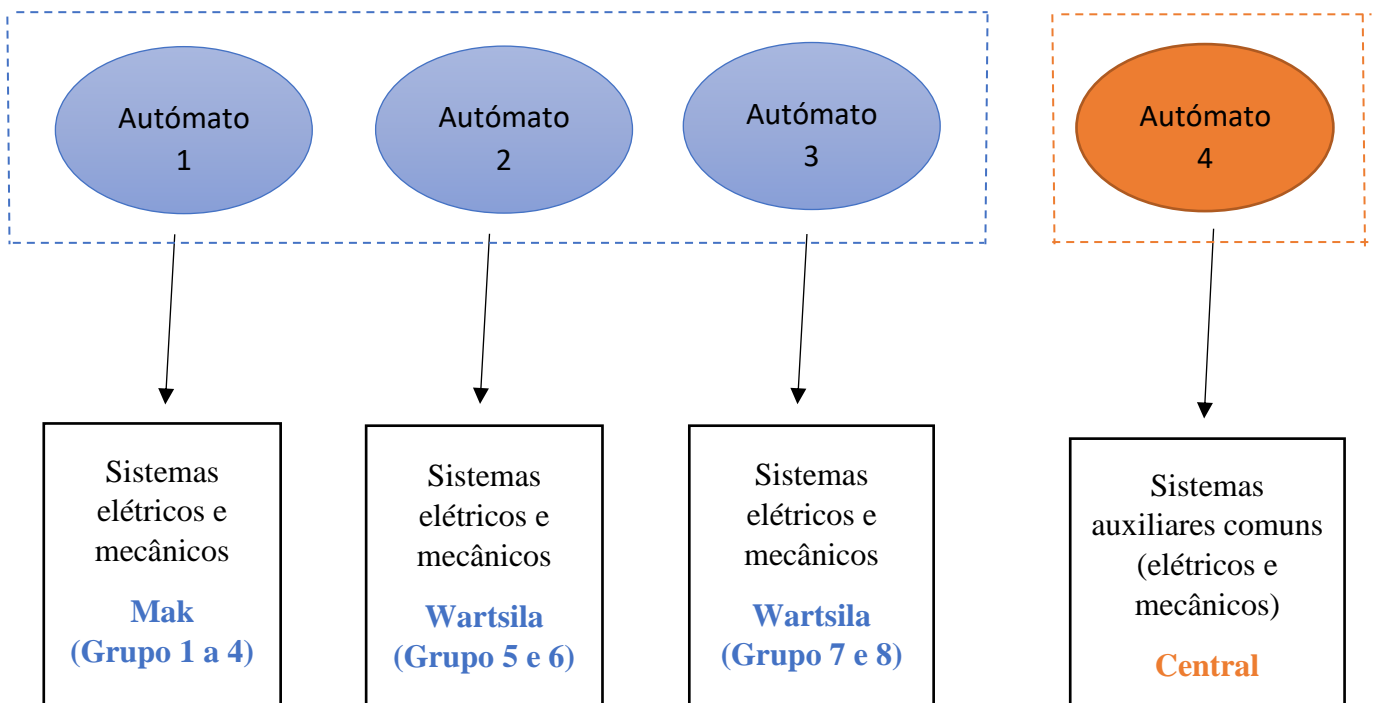 Autómato
1
Autómato
2
Autómato
3
Autómato
4
Sistemas
elétricos e
mecânicos
Mak
(Grupo 1 a 4)
Sistemas
elétricos e
mecânicos
Wartsila
(Grupo 5 e 6)
Sistemas
elétricos e
mecânicos
Wartsila
(Grupo 7 e 8)
Sistemas
auxiliares comuns
(elétricos e
mecânicos)
Central